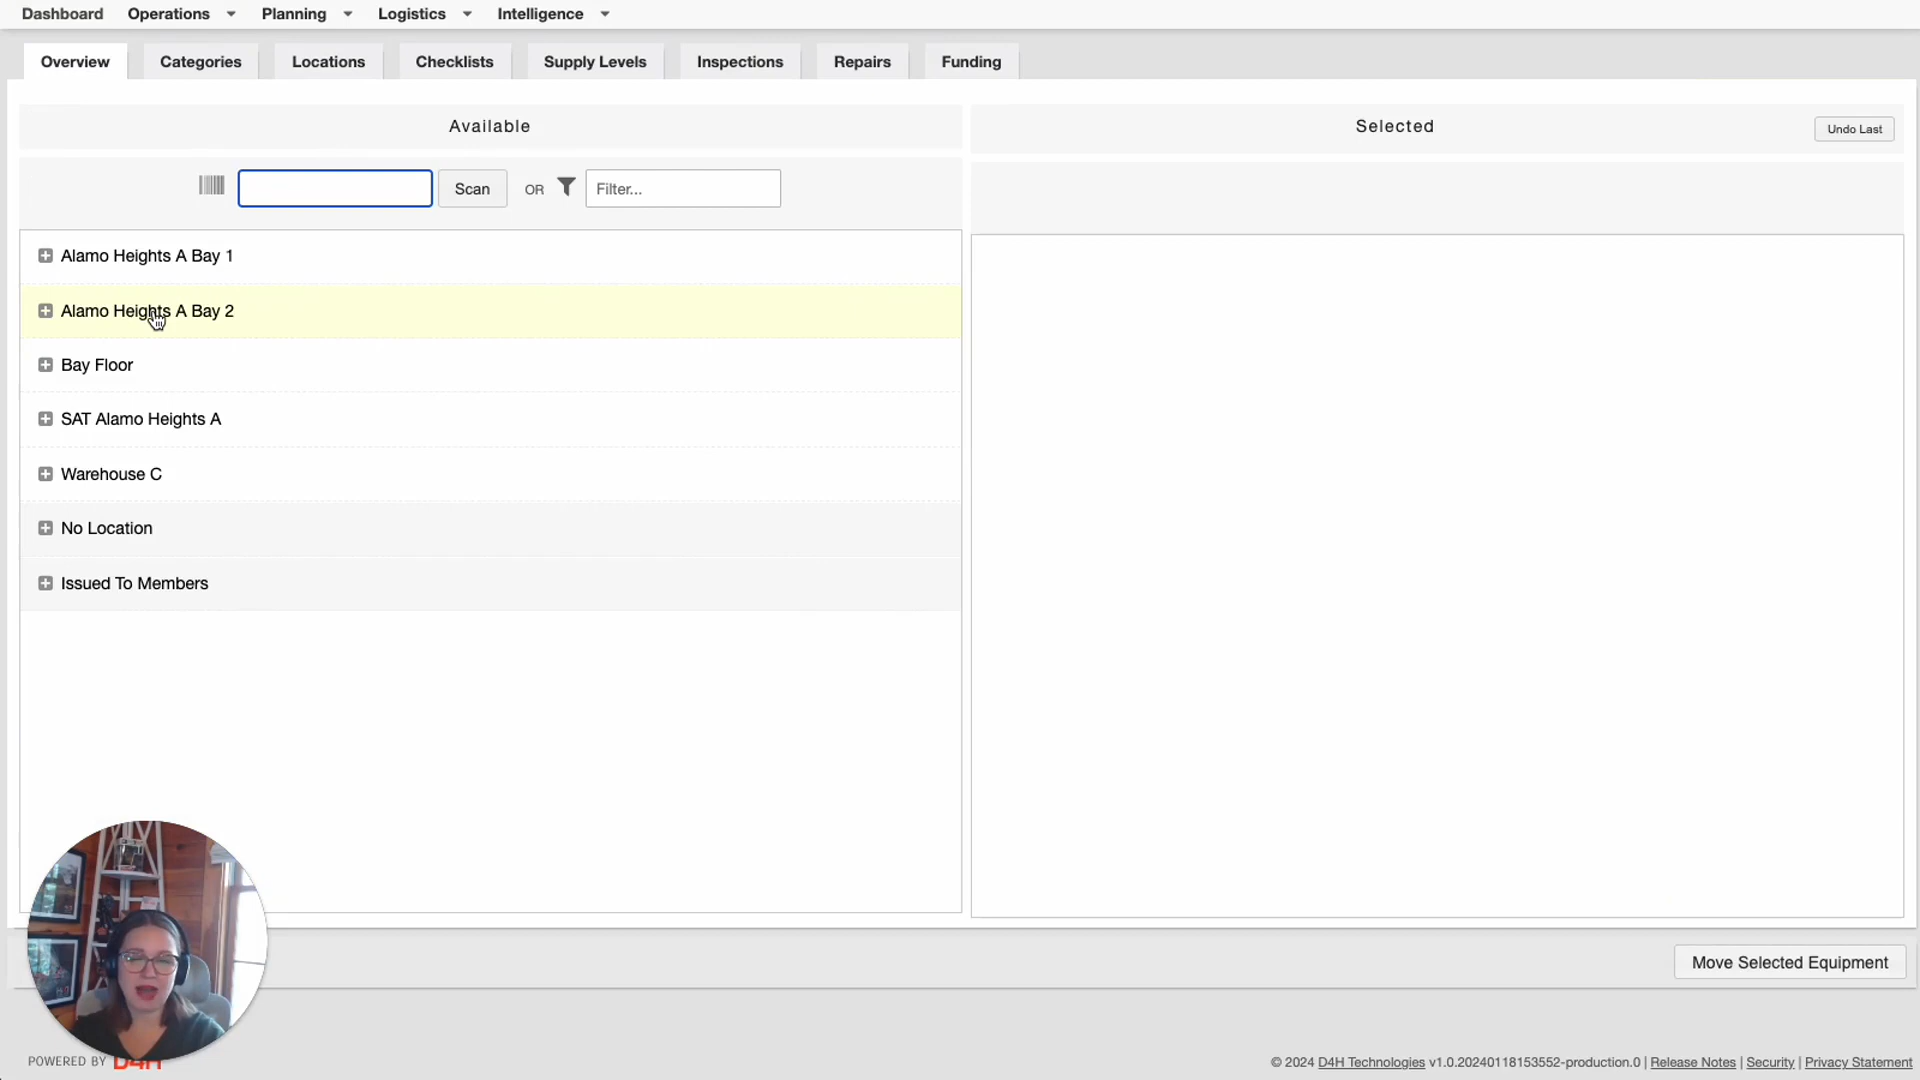 Dashboard Operations Planning Logistics Intelligence
Overview Categories Locations Checklists Supply Levels Inspections Repairs Funding
Available
Selected
Undo Last
Scan OR Filter...
Alamo Heights A Bay 1
Alamo Heights A Bay 2
Bay Floor
SAT Alamo Heights A
Warehouse C
No Location
Issued To Members
Move Selected Equipment
POWERED BY D4H
© 2024 D4H Technologies v1.0.20240118153552-production.0 | Release Notes | Security | Privacy Statement